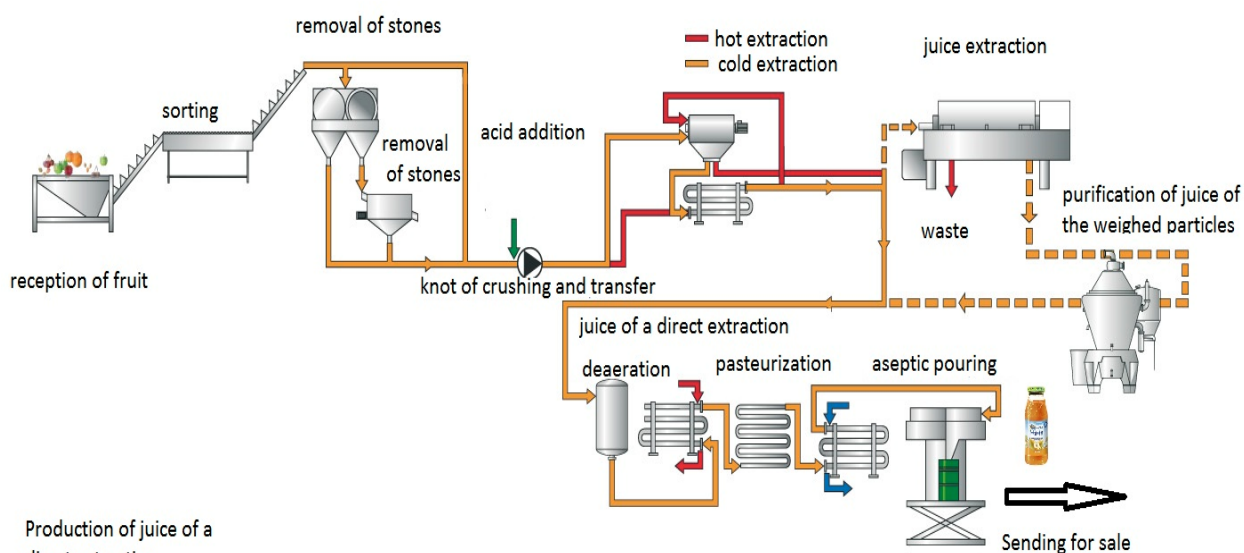 removal of stones
hot extraction
cold extraction
juice extraction
sorting
acid addition
removal
of stones
purification of juice of
the weighed particles
waste
reception of fruit
knot of crushing and transfer
juice of a direct extraction
deaeration
pasteurization
aseptic pouring
Production of juice of a
Sending for sale